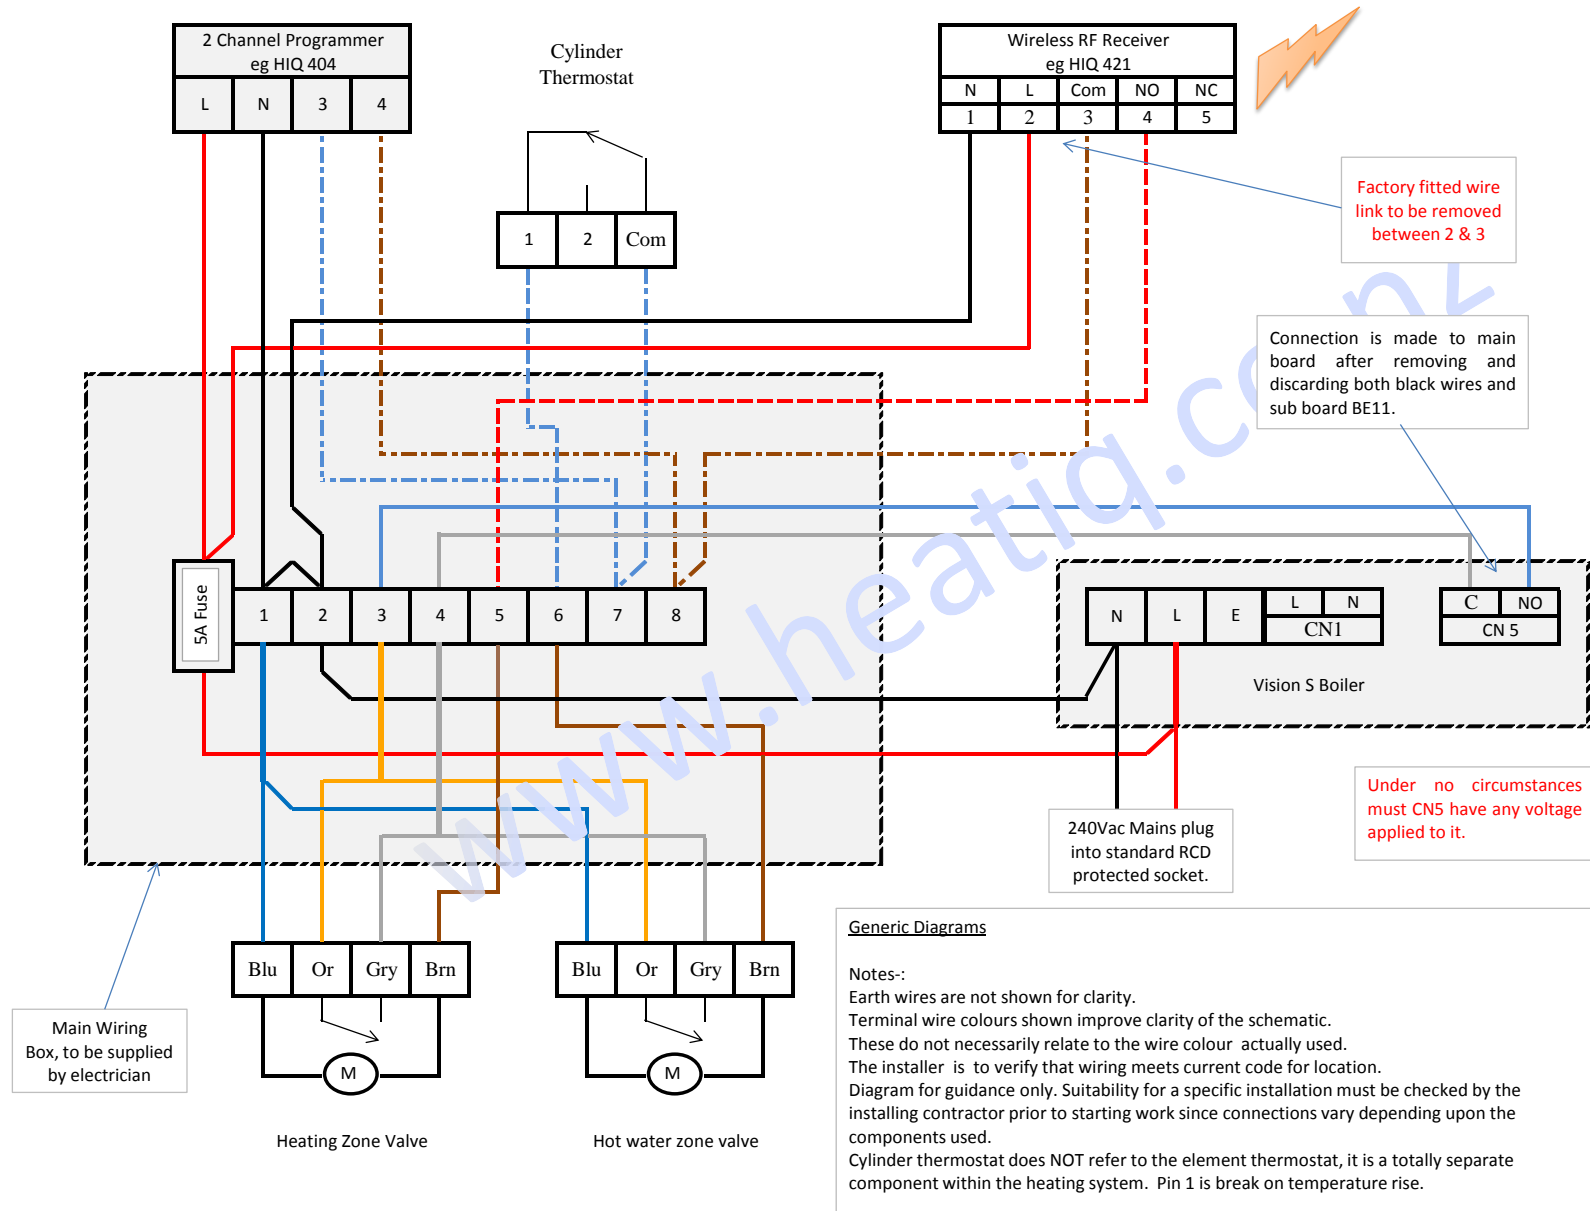 2 Channel Programmer
eg HIQ 404
L N 3 4
Cylinder
Thermostat
1 2 Com
Wireless RF Receiver
eg HIQ 421
N L Com NO NC
1 2 3 4 5
Factory fitted wire
link to be removed
between 2 & 3
Connection is made to main
board after removing and
discarding both black wires and
sub board BE11.
5A Fuse
1 2 3 4 5 6 7 8
N L E
L N
CN1
C NO
CN 5
Vision S Boiler
Under no circumstances
must CN5 have any voltage
applied to it.
240Vac Mains plug
into standard RCD
protected socket.
Main Wiring
Box, to be supplied
by electrician
Blu Or Gry Brn
M
Heating Zone Valve
Blu Or Gry Brn
M
Hot water zone valve
Generic Diagrams
Notes-:
Earth wires are not shown for clarity.
Terminal wire colours shown improve clarity of the schematic.
These do not necessarily relate to the wire colour actually used.
The installer is to verify that wiring meets current code for location.
Diagram for guidance only. Suitability for a specific installation must be checked by the
installing contractor prior to starting work since connections vary depending upon the
components used.
Cylinder thermostat does NOT refer to the element thermostat, it is a totally separate
component within the heating system. Pin 1 is break on temperature rise.
www.heatiq.co.nz